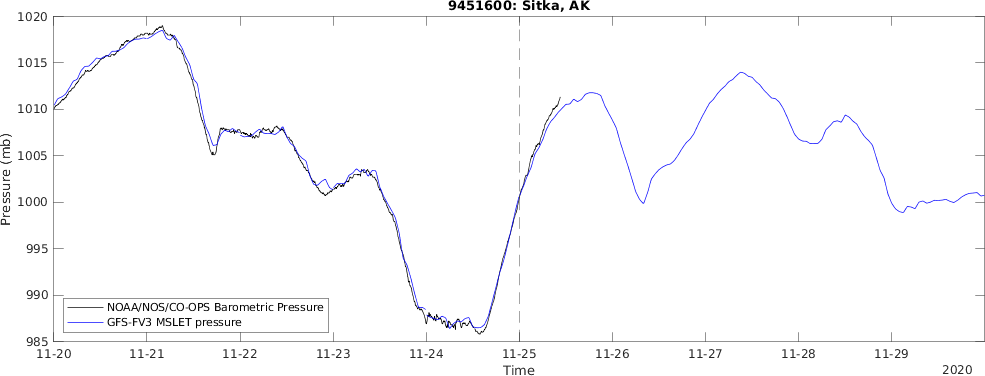 9451600: Sitka, AK
1020
1015
1010
1005
1000
995
990
985
Pressure (mb)
NOAA/NOS/CO-OPS Barometric Pressure
GFS-FV3 MSLET pressure
11-20 11-21 11-22 11-23 11-24 11-25 11-26 11-27 11-28 11-29
Time
2020